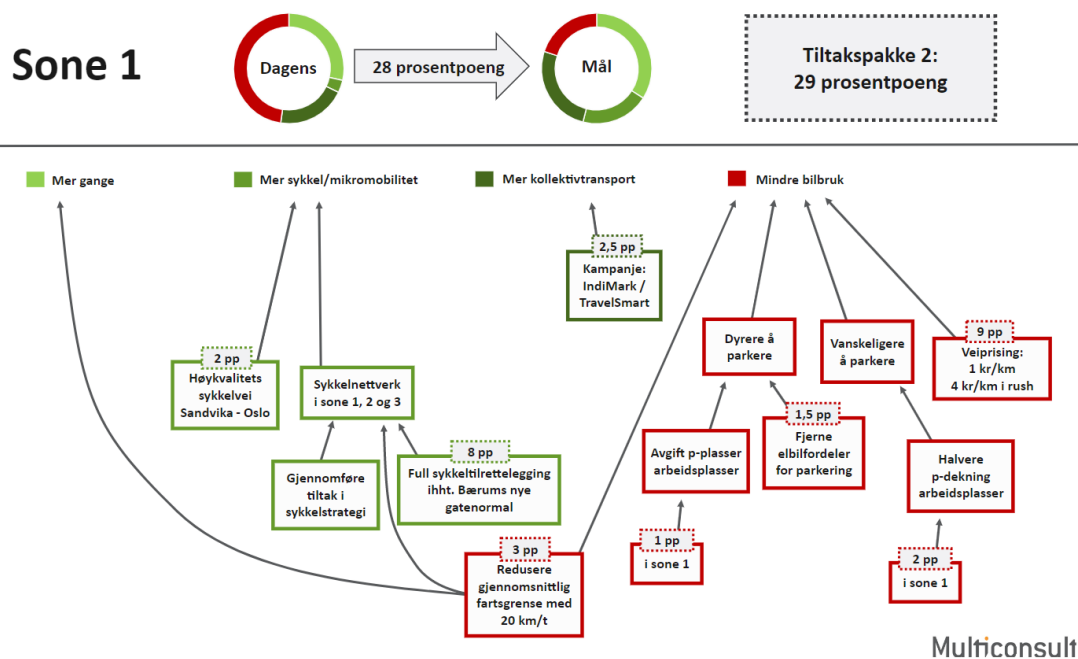 Sone 1
Dagens
28 prosentpoeng
Mål
Tiltakspakke 2:
29 prosentpoeng
Mer gange
Mer sykkel/mikromobilitet
Mer kollektivtransport
Mindre bilbruk
2,5 pp
Kampanje:
IndiMark /
TravelSmart
2 pp
Høykvalitets
sykkelvei
Sandvika - Oslo
Sykkelnettverk
i sone 1, 2 og 3
Dyrere å
parkere
Vanskeligere
å parkere
9 pp
Veiprising:
1 kr/km
4 kr/km i rush
Gjennomføre
tiltak i
sykkelstrategi
8 pp
Full sykkeltilrettelegging
ihht. Bærums nye
gatenormal
Avgift p-plasser
arbeidsplasser
1,5 pp
Fjerne
elbilfordeler
for parkering
Halvere
p-dekning
arbeidsplasser
3 pp
Redusere
gjennomsnittlig
fartsgrense med
20 km/t
1 pp
i sone 1
2 pp
i sone 1
Multiconsult